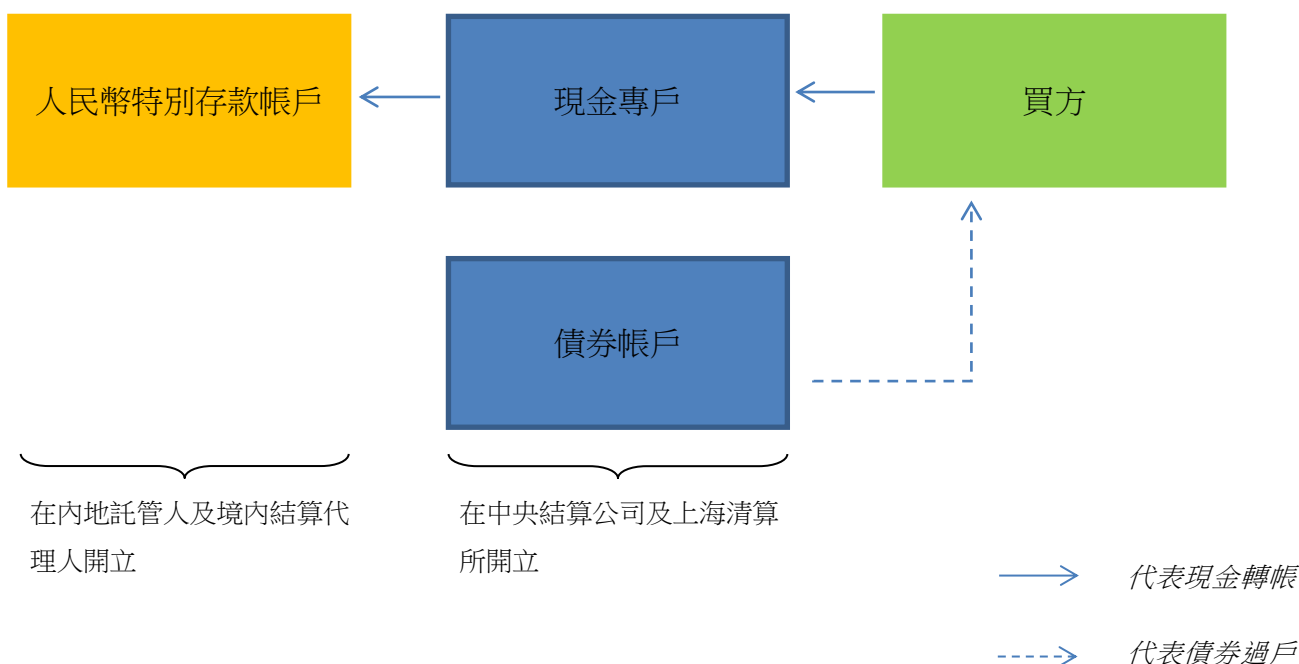 人民幣特別存款帳戶
現金專戶
買方
債券帳戶
在內地託管人及境內結算代
理人開立
在中央結算公司及上海清算
所開立
代表現金轉帳
代表債券過戶